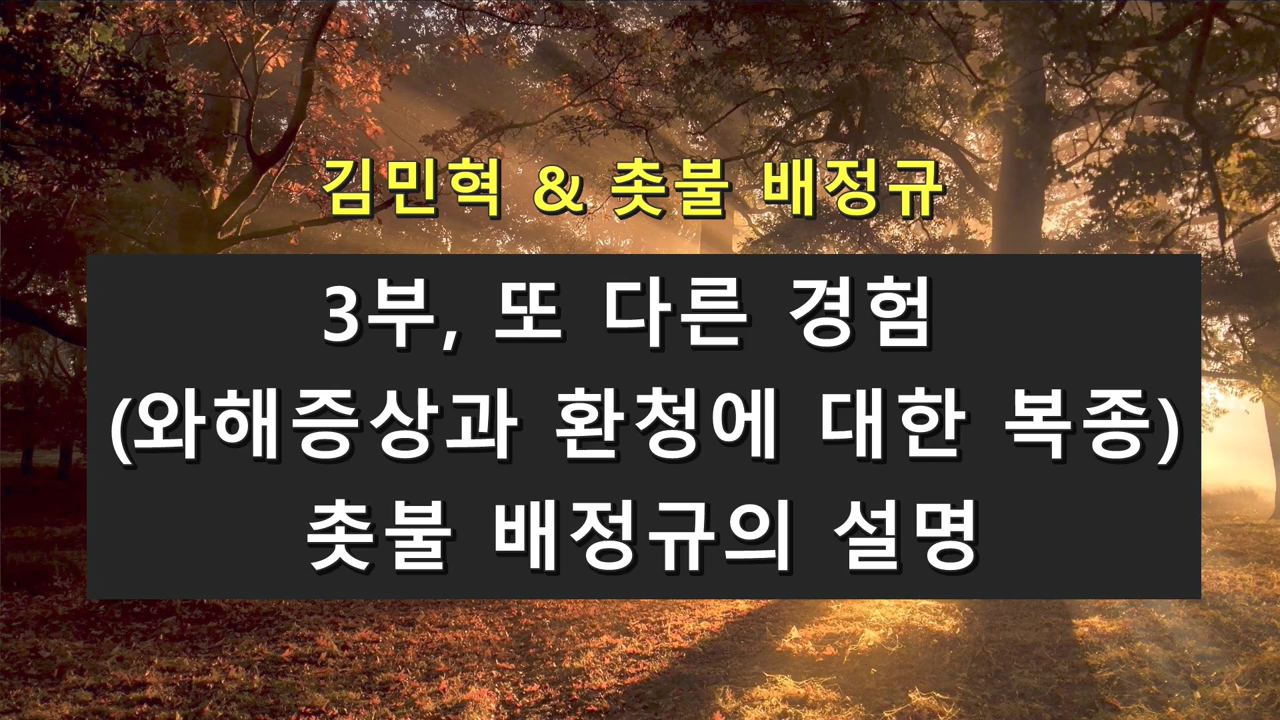 김민혁 & 촛불 배정규
3부, 또 다른 경험
(와해증상과 환청에 대한 복종)
촛불 배정규의 설명